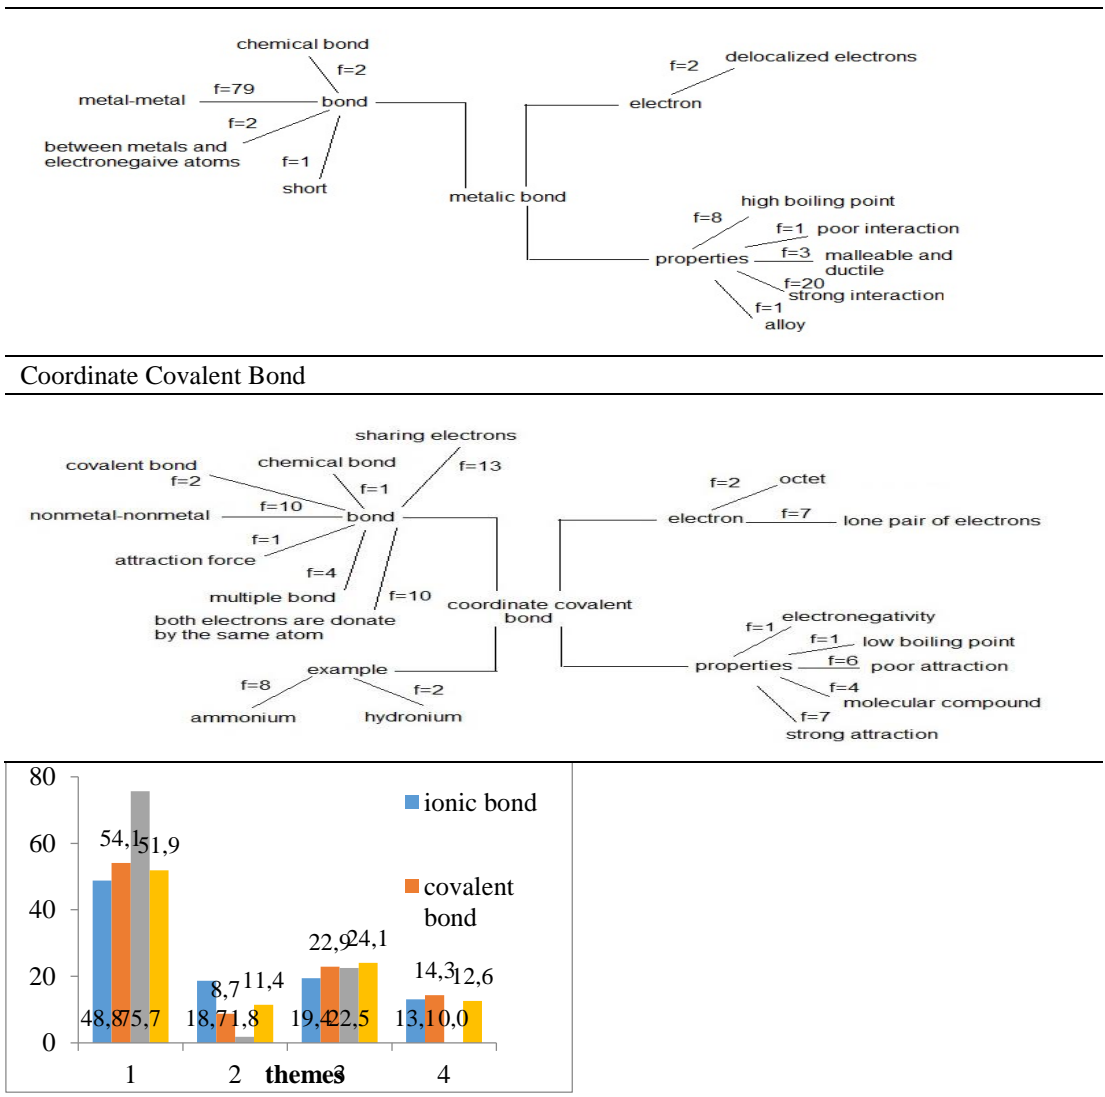 chemical bond
f=2
metal-metal
f=79
bond
f=2
between metals and
electronegaive atoms
f=1
short
metalic bond
f=2
delocalized electrons
electron
high boiling point
f=8
f=1
poor interaction
properties
f=3
malleable and
ductile
f=20
strong interaction
f=1
alloy
Coordinate Covalent Bond
sharing electrons
covalent bond
f=2
chemical bond
f=13
f=1
nonmetal-nonmetal
f=10
bond
f=1
attraction force
f=4
multiple bond
f=10
both electrons are donate
by the same atom
coordinate covalent
bond
example
f=8
f=2
ammonium
hydronium
f=2
octet
electron
f=7
lone pair of electrons
electronegativity
f=1
f=1
low boiling point
properties
f=6
poor attraction
f=4
molecular compound
f=7
strong attraction
80
60
40
20
0
54,1
51,9
8,7
11,4
22,9
24,1
14,3
12,6
48,8
75,7
18,7
1,8
19,4
22,5
13,1
0,0
1
2
3
4
themes
ionic bond
covalent
bond